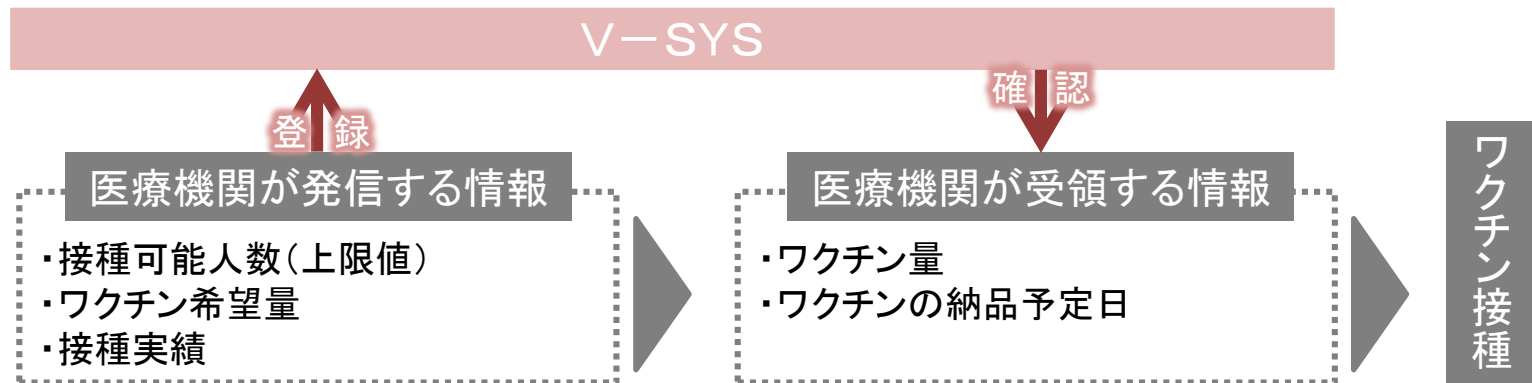 V－SYS
登録
確認
医療機関が発信する情報
・接種可能人数（上限値）
・ワクチン希望量
・接種実績
医療機関が受領する情報
・ワクチン量
・ワクチンの納品予定日
ワクチン接種